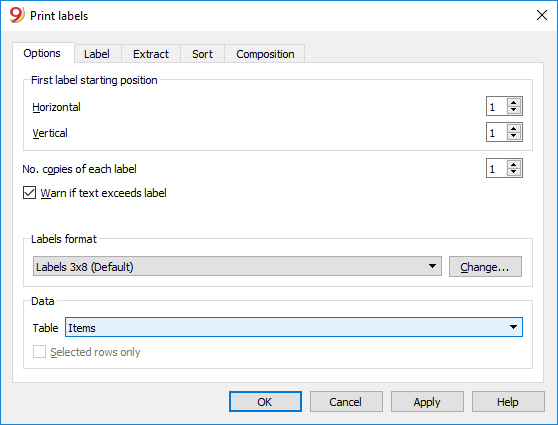 9 Print labels
Options Label Extract Sort Composition
First label starting position
Horizontal 1
Vertical 1
No. copies of each label 1
Warn if text exceeds label
Labels format
Labels 3x8 (Default) Change...
Data
Table Items
Selected rows only
OK Cancel Apply Help